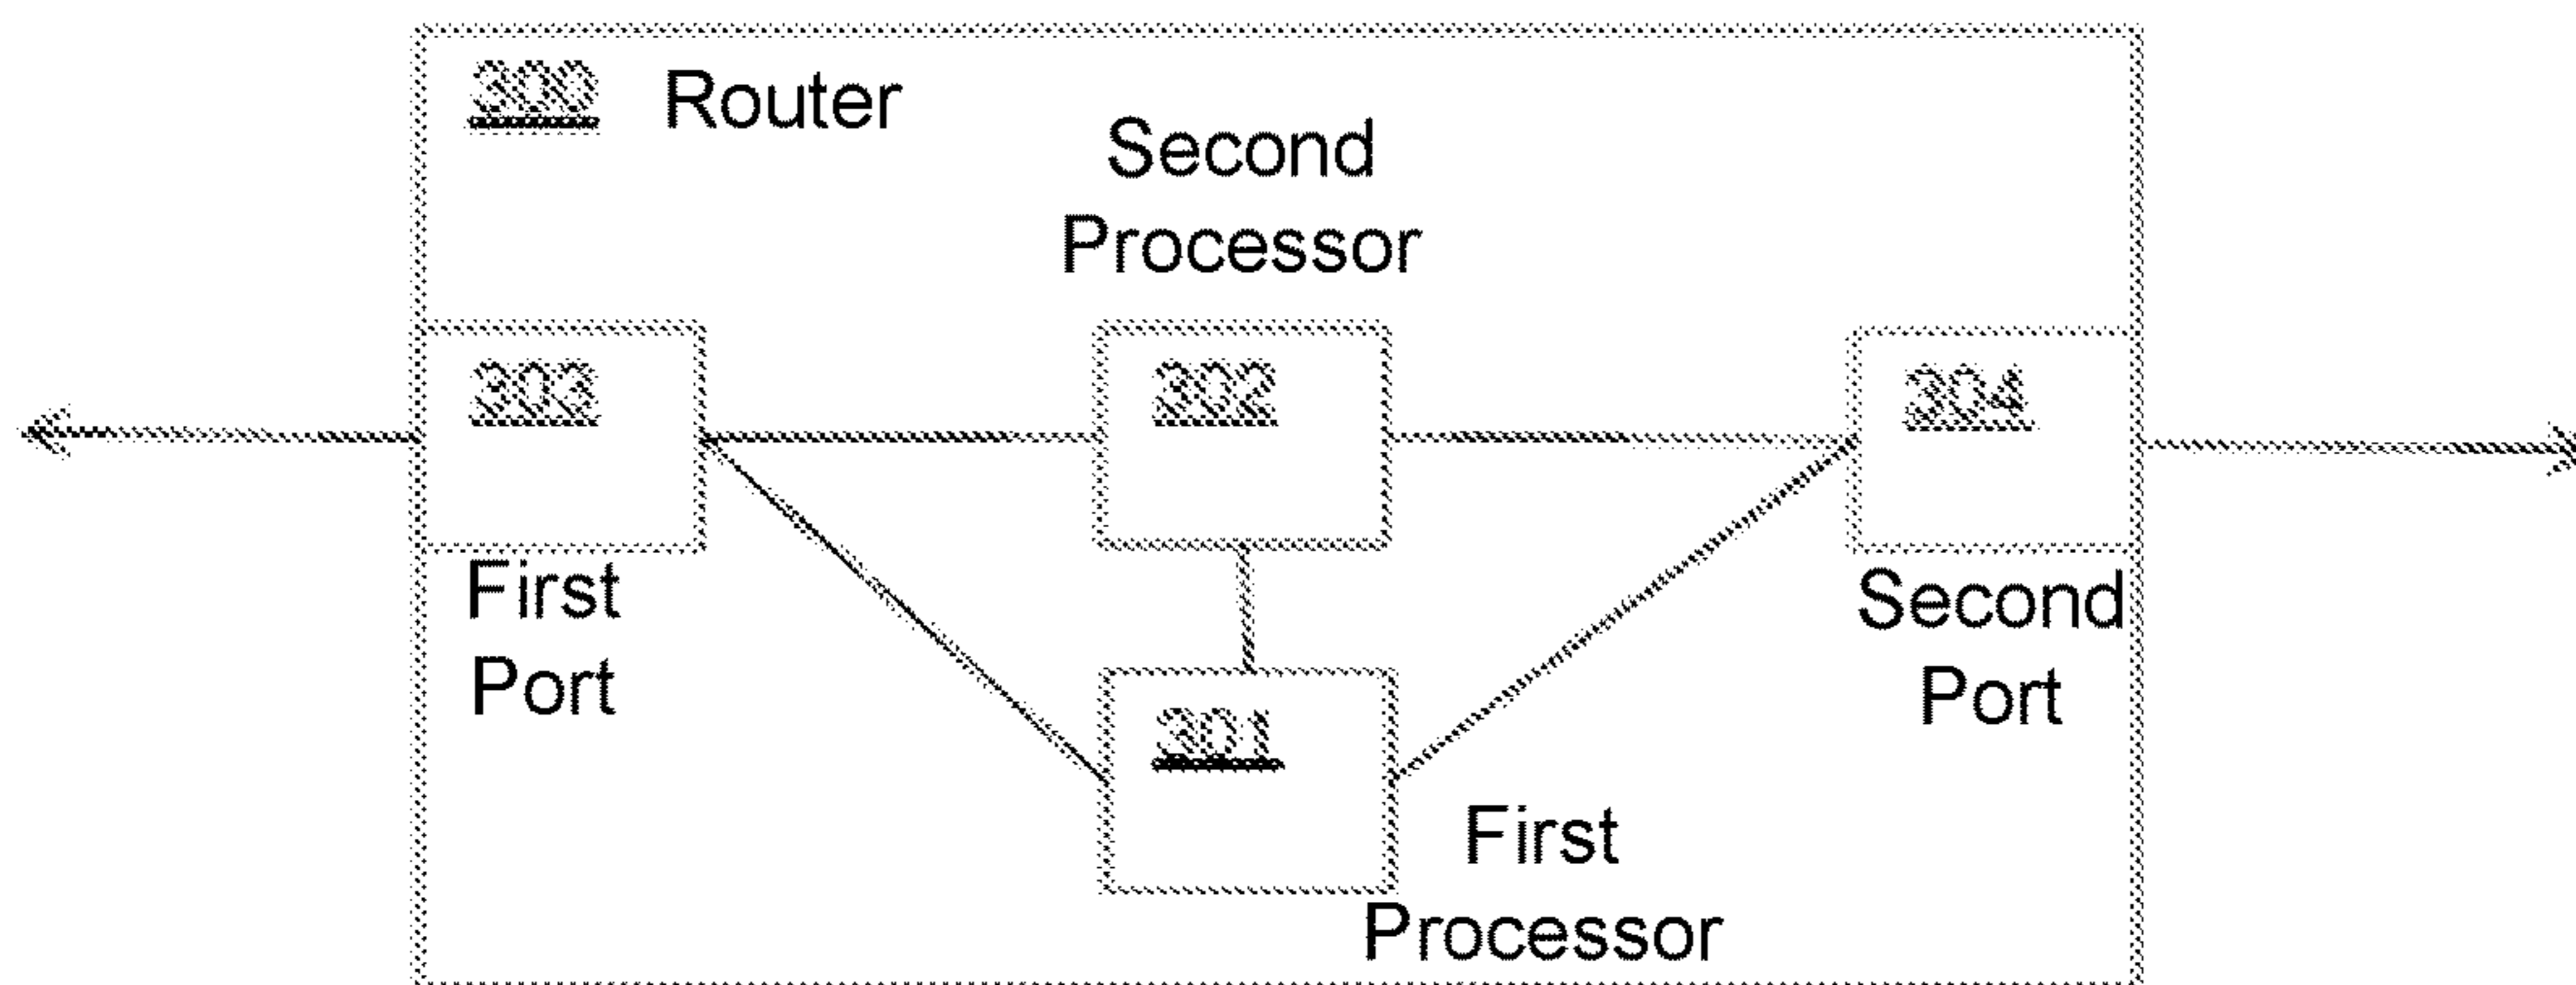 300 Router
Second
Processor
303
302
304
First
Port
Second
Port
301
First
Processor